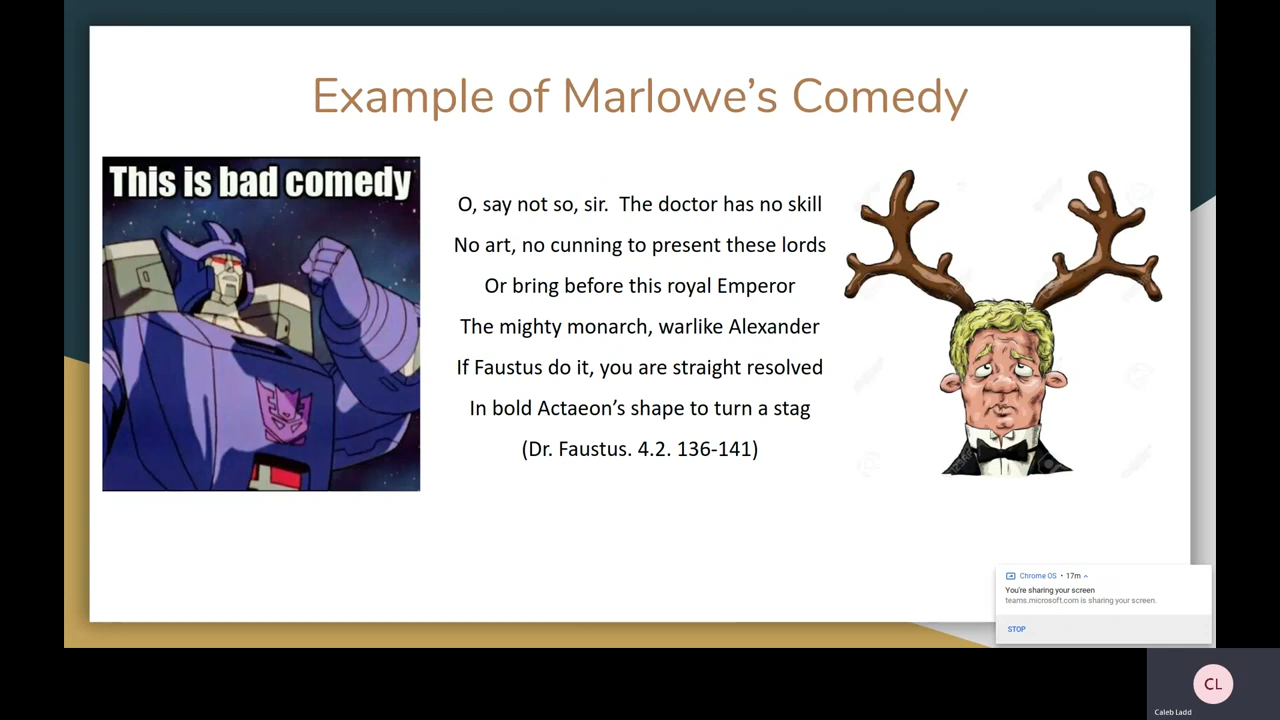 Example of Marlowe's Comedy
This is bad comedy
O, say not so, sir.  The doctor has no skill
No art, no cunning to present these lords
Or bring before this royal Emperor
The mighty monarch, warlike Alexander
If Faustus do it, you are straight resolved
In bold Actaeon's shape to turn a stag
(Dr. Faustus. 4.2. 136-141)
Chrome OS • 17m
You're sharing your screen
teams.microsoft.com is sharing your screen.
STOP
CL
Caleb Ladd